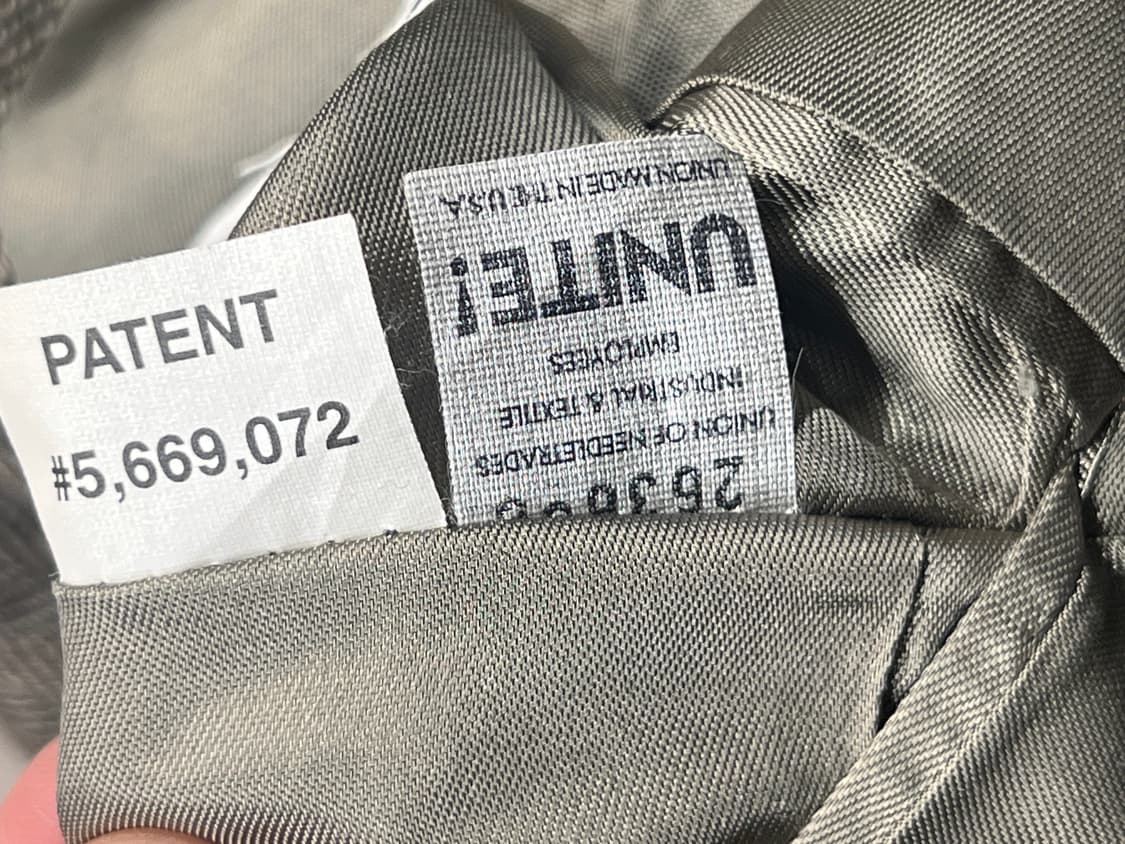 PATENT
#5,669,072
UNION OF NEEDLETRADES
INDUSTRIAL & TEXTILE
EMPLOYEES
UNITE!
UNION MADE IN THE U.S.A.